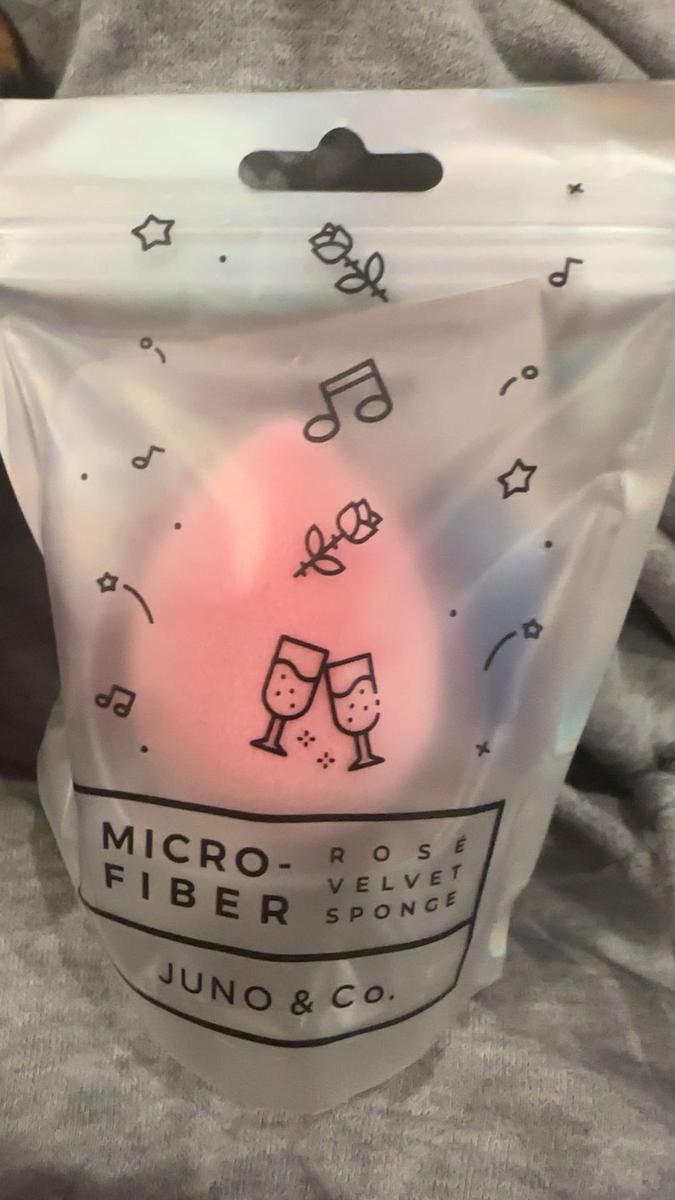 MICRO-
FIBER
ROSÉ
VELVET
SPONGE
JUNO & Co.